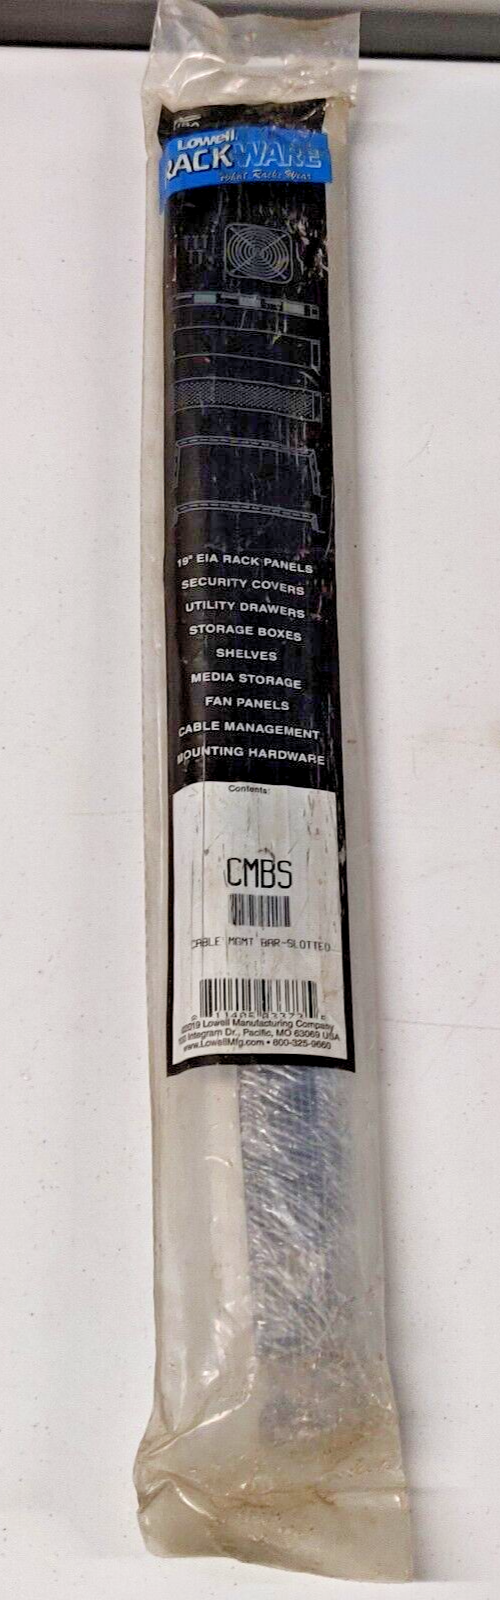 USA
Lowell
RACKWARE
What Racks Wear
19" EIA RACK PANELS
SECURITY COVERS
UTILITY DRAWERS
STORAGE BOXES
SHELVES
MEDIA STORAGE
FAN PANELS
CABLE MANAGEMENT
MOUNTING HARDWARE
Contents:
CMBS
CABLE MGMT BAR-SLOTTED
©2019 Lowell Manufacturing Company
100 Integram Dr., Pacific, MO 63069 USA
www.LowellMfg.com • 800-325-9660